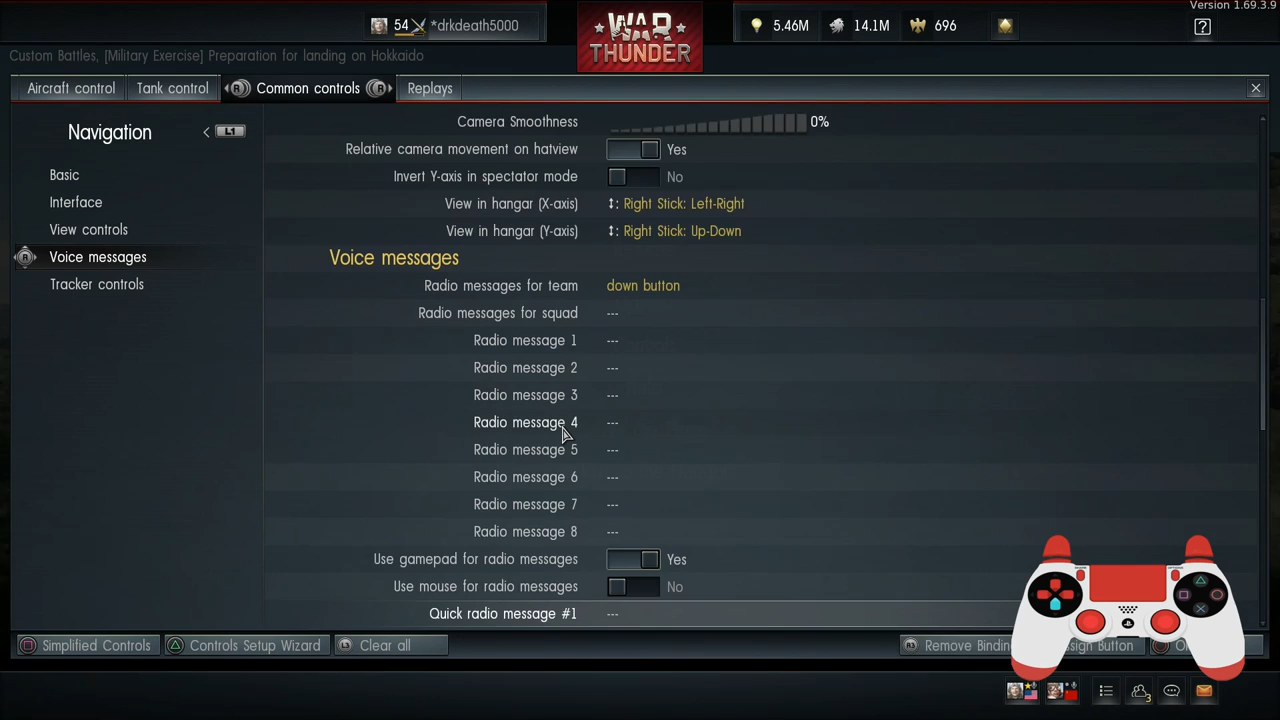 Version 1.69.3.9
54 *drkdeath5000
WAR THUNDER
5.46M 14.1M 696
Custom Battles, [Military Exercise] Preparation for landing on Hokkaido
Aircraft control Tank control R Common controls R Replays
Navigation L1
Basic
Interface
View controls
R Voice messages
Tracker controls
Camera Smoothness 0%
Relative camera movement on hatview Yes
Invert Y-axis in spectator mode No
View in hangar (X-axis) : Right Stick: Left-Right
View in hangar (Y-axis) : Right Stick: Up-Down
Voice messages
Radio messages for team down button
Radio messages for squad ---
Radio message 1 ---
Radio message 2 ---
Radio message 3 ---
Radio message 4 ---
Radio message 5 ---
Radio message 6 ---
Radio message 7 ---
Radio message 8 ---
Use gamepad for radio messages Yes
Use mouse for radio messages No
Quick radio message #1 ---
Simplified Controls Controls Setup Wizard Clear all Remove Bindin sign Button
3